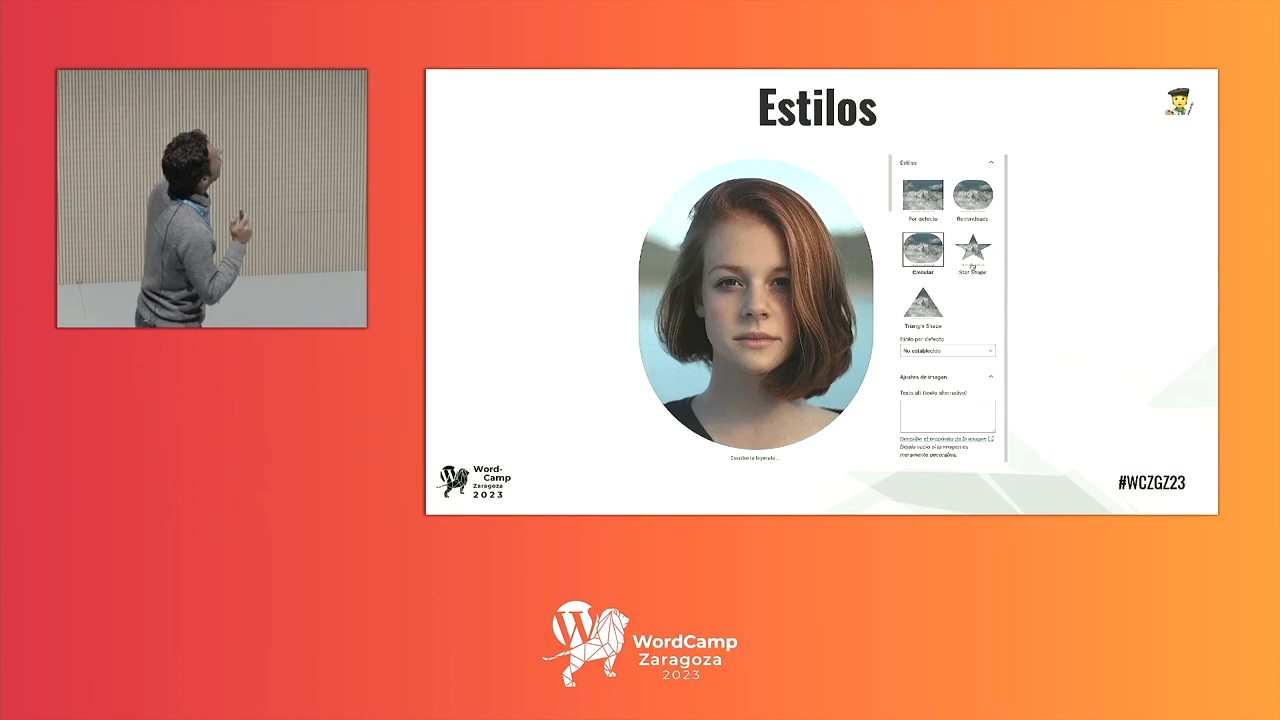 Estilos
Estilos
Por defecto
Redondeado
Circular
Star Shape
Triangle Shape
Estilo por defecto
No establecido
Ajustes de imagen
Texto alt (texto alternativo)
Describe el propósito de la imagen
Déjalo vacío si la imagen es
meramente decorativa.
Escribe la leyenda...
Word-
Camp
Zaragoza
2023
#WCZGZ23
WordCamp
Zaragoza
2023